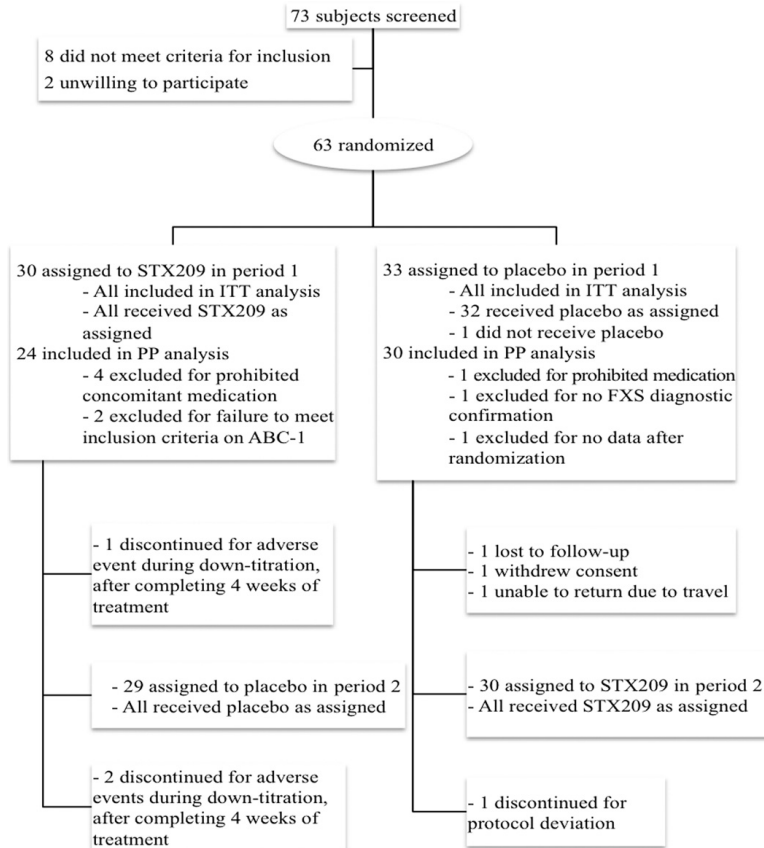 73 subjects screened
8 did not meet criteria for inclusion
2 unwilling to participate
63 randomized
30 assigned to STX209 in period 1
- All included in ITT analysis
- All received STX209 as
assigned
24 included in PP analysis
- 4 excluded for prohibited
concomitant medication
- 2 excluded for failure to meet
inclusion criteria on ABC-1
33 assigned to placebo in period 1
- All included in ITT analysis
- 32 received placebo as assigned
- 1 did not receive placebo
30 included in PP analysis
- 1 excluded for prohibited medication
- 1 excluded for no FXS diagnostic
confirmation
- 1 excluded for no data after
randomization
- 1 discontinued for adverse
event during down-titration,
after completing 4 weeks of
treatment
- 1 lost to follow-up
- 1 withdrew consent
- 1 unable to return due to travel
- 29 assigned to placebo in period 2
- All received placebo as assigned
- 30 assigned to STX209 in period 2
- All received STX209 as assigned
- 2 discontinued for adverse
events during down-titration,
after completing 4 weeks of
treatment
- 1 discontinued for
protocol deviation